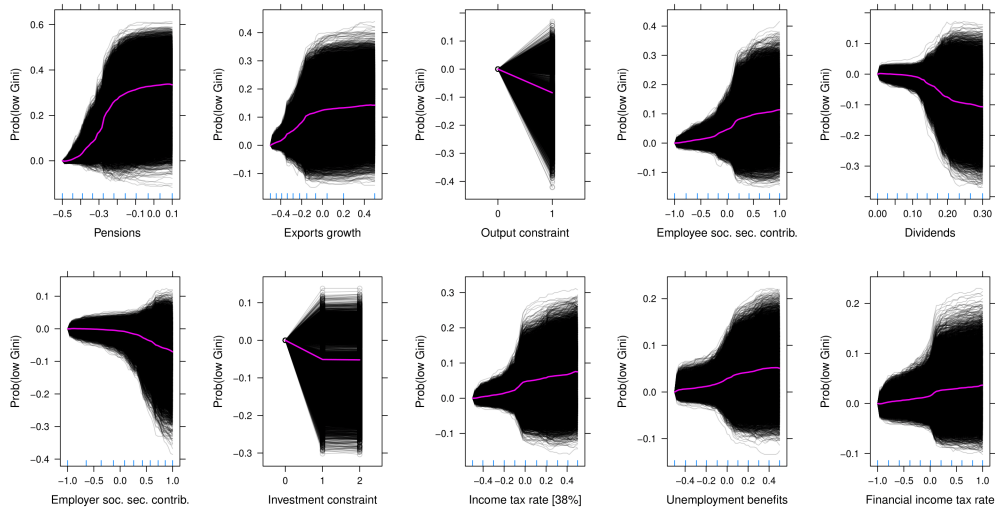 Prob(low Gini)
0.6
0.4
0.2
0.0
−0.5 −0.3 −0.1 0.0 0.1
Pensions
Prob(low Gini)
0.4
0.3
0.2
0.1
0.0
−0.1
−0.4 −0.2 0.0 0.2 0.4
Exports growth
Prob(low Gini)
0.1
0.0
−0.1
−0.2
−0.3
−0.4
0 1
Output constraint
Prob(low Gini)
0.4
0.3
0.2
0.1
0.0
−0.1
−1.0 −0.5 0.0 0.5 1.0
Employee soc. sec. contrib.
Prob(low Gini)
0.1
0.0
−0.1
−0.2
−0.3
0.00 0.10 0.20 0.30
Dividends
Prob(low Gini)
0.1
0.0
−0.1
−0.2
−0.3
−0.4
−1.0 −0.5 0.0 0.5 1.0
Employer soc. sec. contrib.
Prob(low Gini)
0.1
0.0
−0.1
−0.2
−0.3
0 1 2
Investment constraint
Prob(low Gini)
0.3
0.2
0.1
0.0
−0.1
−0.4 −0.2 0.0 0.2 0.4
Income tax rate [38%]
Prob(low Gini)
0.2
0.1
0.0
−0.1
−0.4 −0.2 0.0 0.2 0.4
Unemployment benefits
Prob(low Gini)
0.2
0.1
0.0
−0.1
−1.0 −0.5 0.0 0.5 1.0
Financial income tax rate